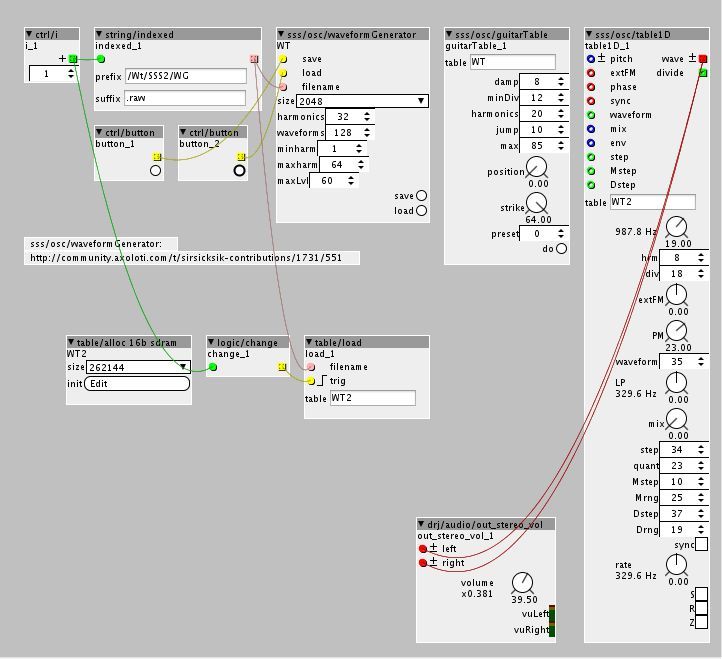 ctrl/i
i_1
+
1
string/indexed
indexed_1
prefix /Wt/SSS2/WG
suffix .raw
ctrl/button
button_1
ctrl/button
button_2
sss/osc/waveformGenerator
WT
save
load
filename
size 2048
harmonics 32
waveforms 128
minharm 1
maxharm 64
maxLvl 60
save
load
sss/osc/guitarTable
guitarTable_1
table WT
damp 8
minDiv 12
harmonics 20
jump 10
max 85
position
0.00
strike
64.00
preset 0
do
sss/osc/table1D
table1D_1
± pitch wave ±
extFM divide
phase
sync
waveform
mix
env
step
Mstep
Dstep
table WT2
987.8 Hz
19.00
hrm 8
div 18
extFM
0.00
PM
23.00
waveform 35
LP
329.6 Hz
0.00
mix
0.00
step 34
quant 23
Mstep 10
Mrng 25
Dstep 37
Drng 19
sync
rate
329.6 Hz
0.00
S
R
Z
sss/osc/waveformGenerator:
http://community.axoloti.com/t/sirsicksik-contributions/1731/551
table/alloc 16b sdram
WT2
size 262144
init Edit
logic/change
change_1
table/load
load_1
filename
trig
table WT2
drj/audio/out_stereo_vol
out_stereo_vol_1
± left
± right
volume
x0.381
39.50
vuLeft
vuRight